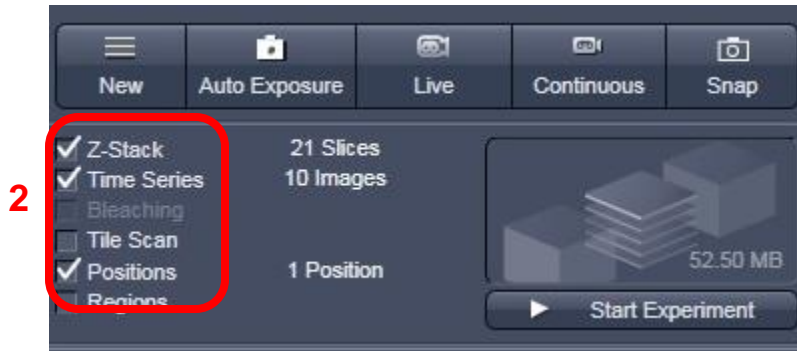 New Auto Exposure Live Continuous Snap
2
Z-Stack 21 Slices
Time Series 10 Images
Bleaching
Tile Scan
Positions 1 Position
52.50 MB
Regions
Start Experiment